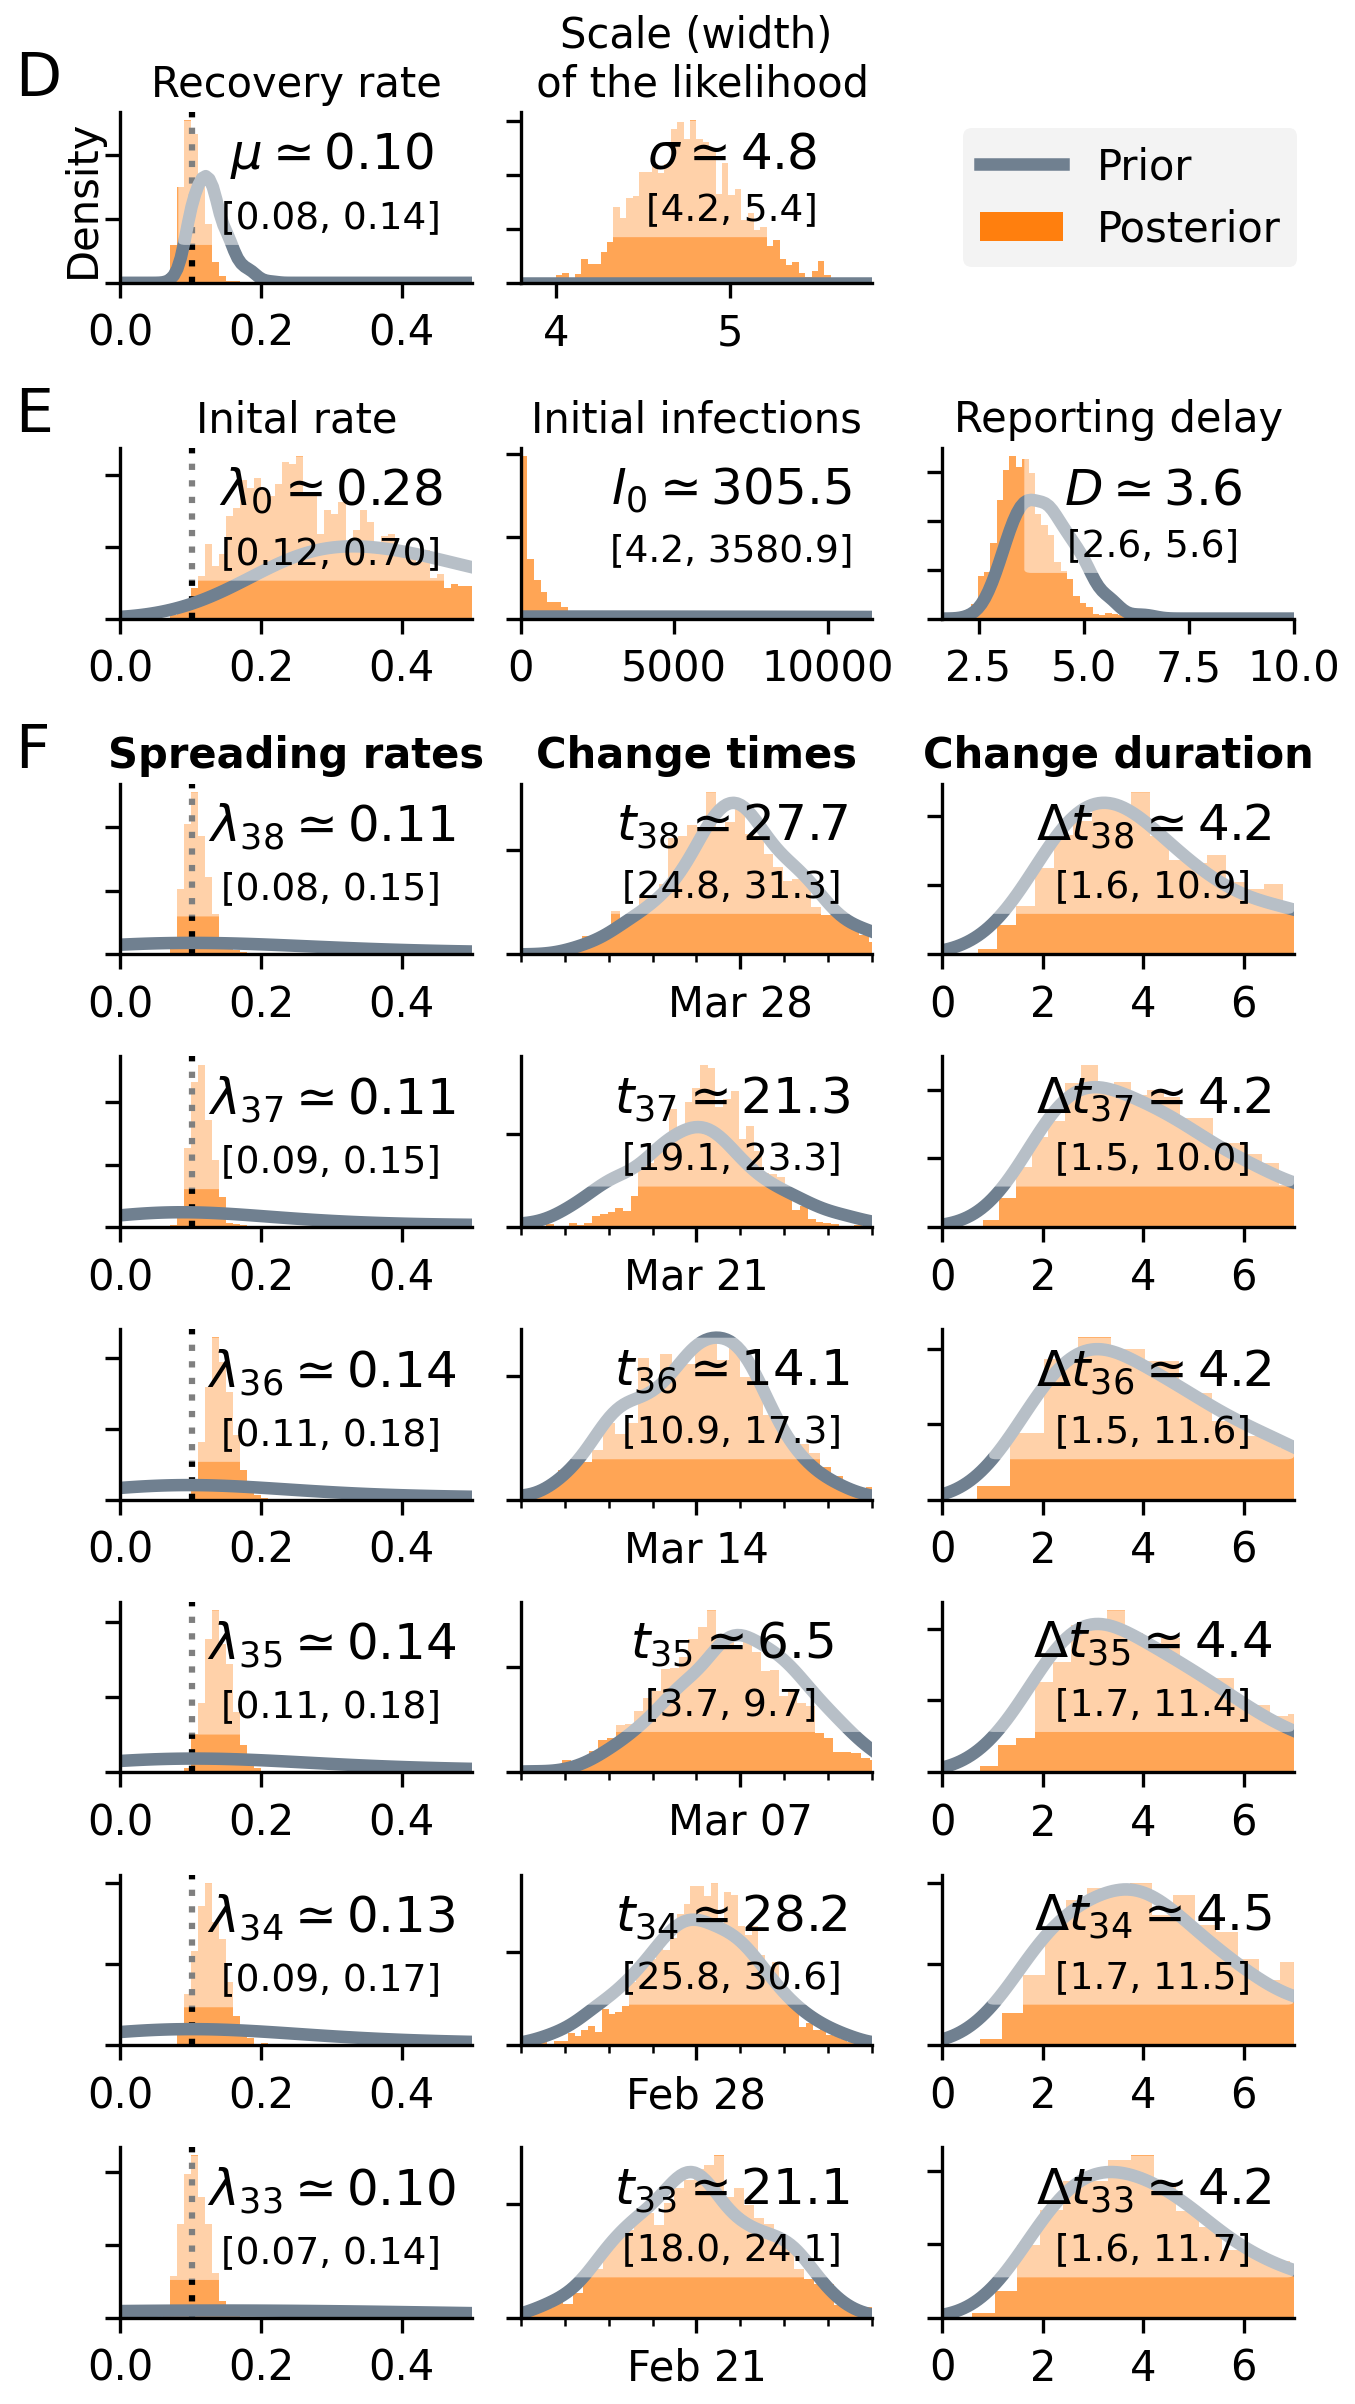 D
Recovery rate
Scale (width)
of the likelihood
Density
μ ≃ 0.10
[0.08, 0.14]
0.0 0.2 0.4
σ ≃ 4.8
[4.2, 5.4]
4 5
Prior
Posterior
E
Inital rate
λ0 ≃ 0.28
[0.12, 0.70]
0.0 0.2 0.4
Initial infections
I0 ≃ 305.5
[4.2, 3580.9]
0 5000 10000
Reporting delay
D ≃ 3.6
[2.6, 5.6]
2.5 5.0 7.5 10.0
F
Spreading rates
Change times
Change duration
λ38 ≃ 0.11
[0.08, 0.15]
0.0 0.2 0.4
t38 ≃ 27.7
[24.8, 31.3]
Mar 28
Δt38 ≃ 4.2
[1.6, 10.9]
0 2 4 6
λ37 ≃ 0.11
[0.09, 0.15]
0.0 0.2 0.4
t37 ≃ 21.3
[19.1, 23.3]
Mar 21
Δt37 ≃ 4.2
[1.5, 10.0]
0 2 4 6
λ36 ≃ 0.14
[0.11, 0.18]
0.0 0.2 0.4
t36 ≃ 14.1
[10.9, 17.3]
Mar 14
Δt36 ≃ 4.2
[1.5, 11.6]
0 2 4 6
λ35 ≃ 0.14
[0.11, 0.18]
0.0 0.2 0.4
t35 ≃ 6.5
[3.7, 9.7]
Mar 07
Δt35 ≃ 4.4
[1.7, 11.4]
0 2 4 6
λ34 ≃ 0.13
[0.09, 0.17]
0.0 0.2 0.4
t34 ≃ 28.2
[25.8, 30.6]
Feb 28
Δt34 ≃ 4.5
[1.7, 11.5]
0 2 4 6
λ33 ≃ 0.10
[0.07, 0.14]
0.0 0.2 0.4
t33 ≃ 21.1
[18.0, 24.1]
Feb 21
Δt33 ≃ 4.2
[1.6, 11.7]
0 2 4 6